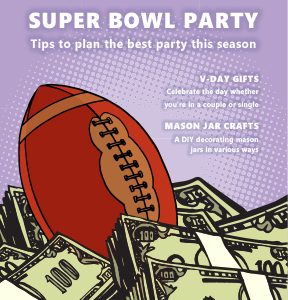 SUPER BOWL PARTY
Tips to plan the best party this season
V-DAY GIFTS
Celebrate the day whether
you're in a couple or single
MASON JAR CRAFTS
A DIY decorating mason
jars in various ways
100
100